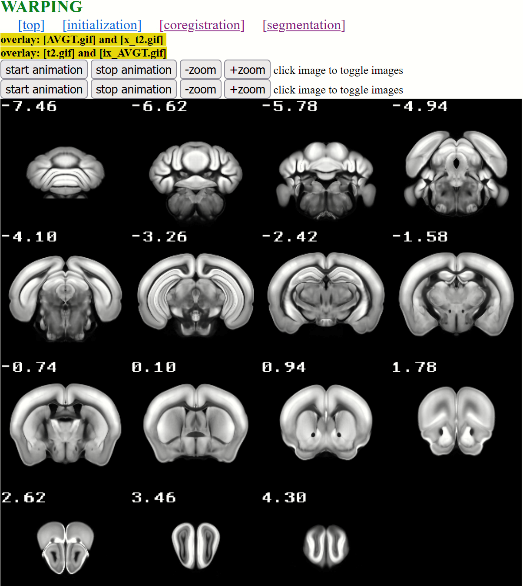 WARPING
[top] [initialization] [coregistration] [segmentation]
overlay: [AVGT.gif] and [x_t2.gif]
overlay: [t2.gif] and [ix_AVGT.gif]
start animation stop animation -zoom +zoom click image to toggle images
start animation stop animation -zoom +zoom click image to toggle images
-7.46 -6.62 -5.78 -4.94
-4.10 -3.26 -2.42 -1.58
-0.74 0.10 0.94 1.78
2.62 3.46 4.30